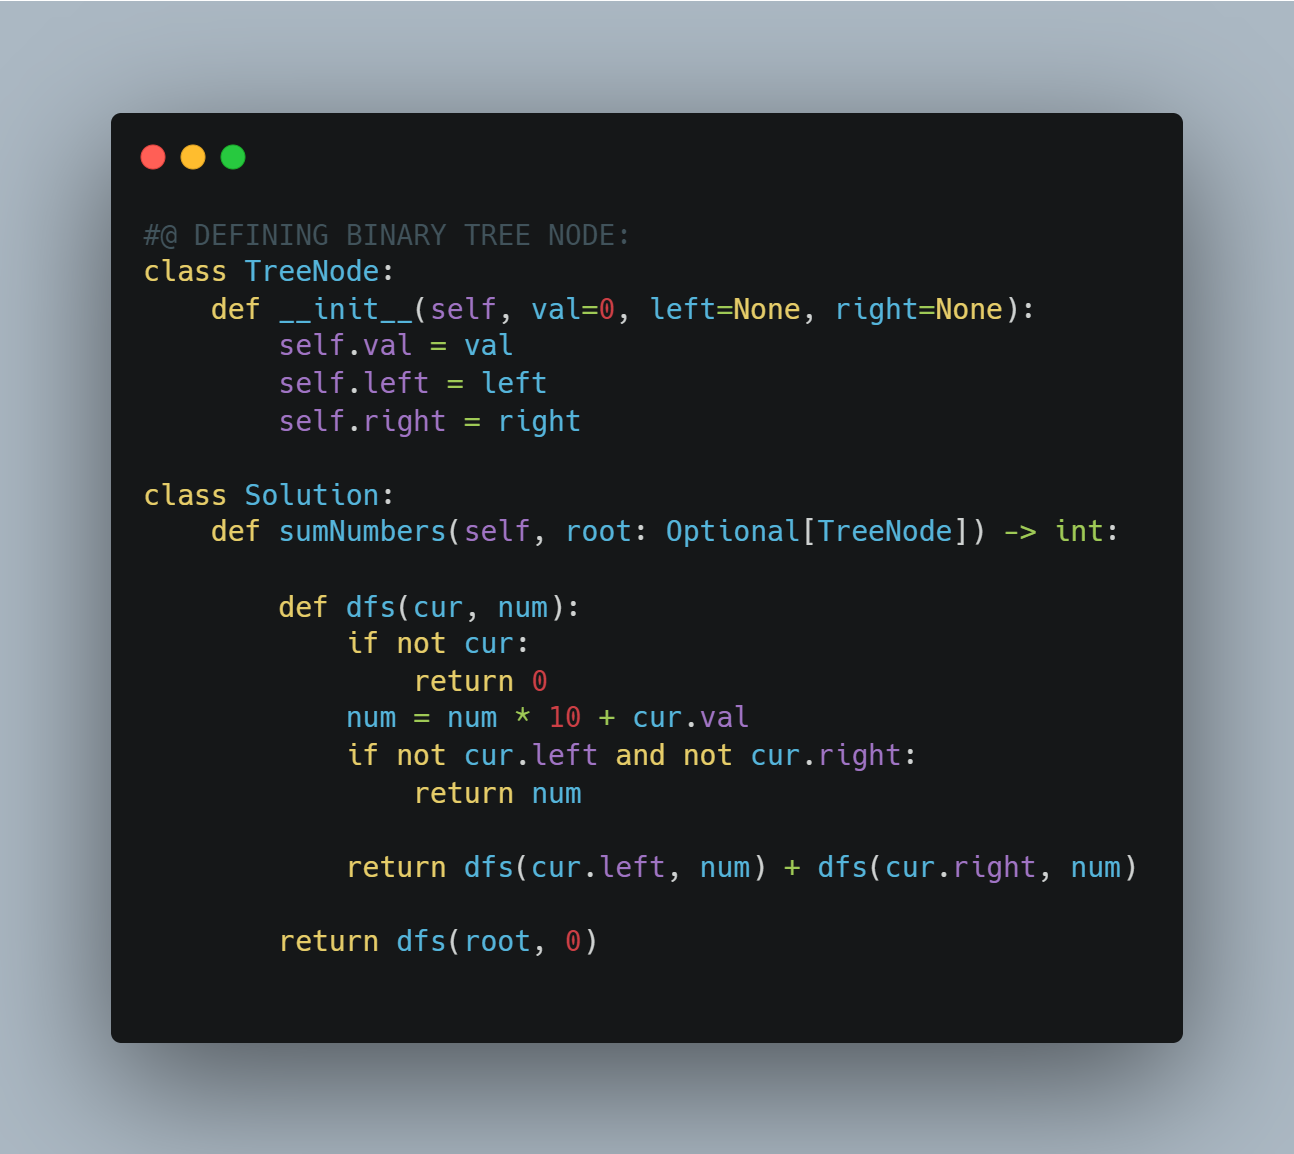 #@ DEFINING BINARY TREE NODE:
class TreeNode:
    def __init__(self, val=0, left=None, right=None):
        self.val = val
        self.left = left
        self.right = right

class Solution:
    def sumNumbers(self, root: Optional[TreeNode]) -> int:

        def dfs(cur, num):
            if not cur:
                return 0
            num = num * 10 + cur.val
            if not cur.left and not cur.right:
                return num

            return dfs(cur.left, num) + dfs(cur.right, num)

        return dfs(root, 0)